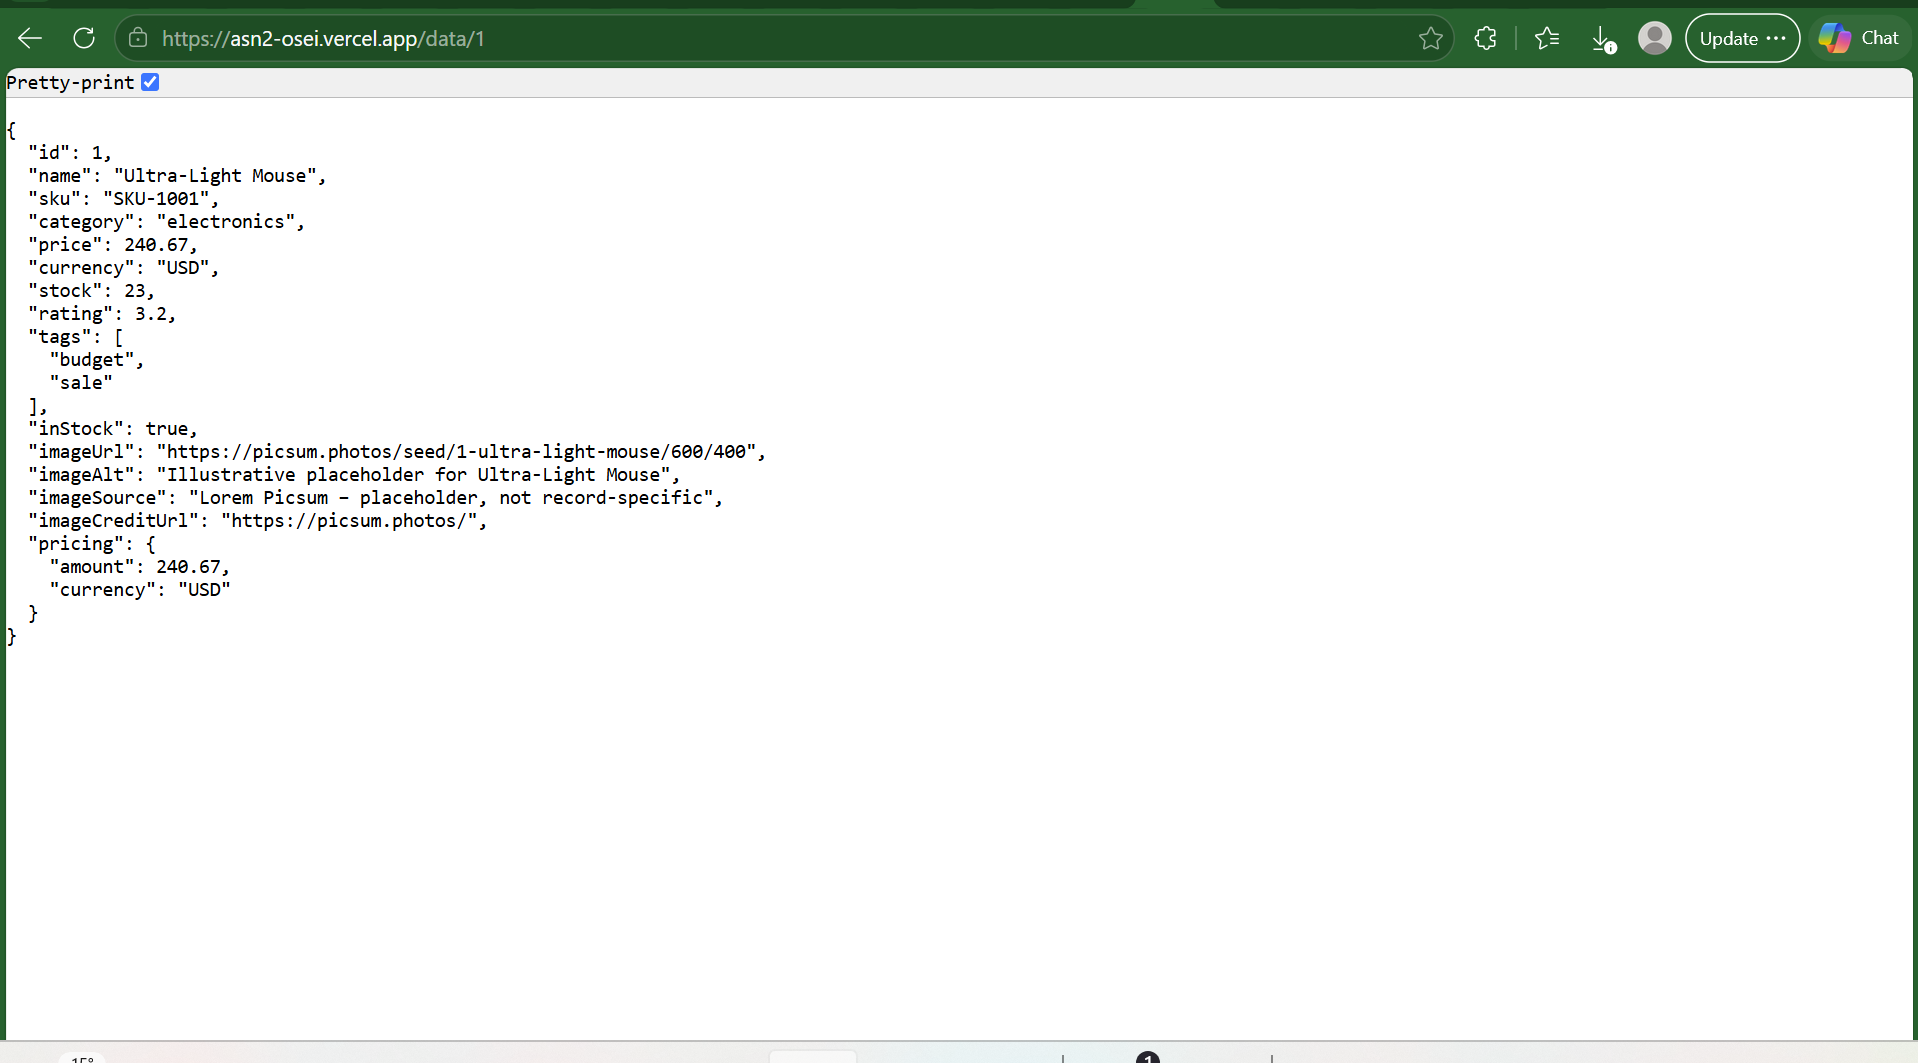 https://asn2-osei.vercel.app/data/1
Update
Chat
Pretty-print
{
  "id": 1,
  "name": "Ultra-Light Mouse",
  "sku": "SKU-1001",
  "category": "electronics",
  "price": 240.67,
  "currency": "USD",
  "stock": 23,
  "rating": 3.2,
  "tags": [
    "budget",
    "sale"
  ],
  "inStock": true,
  "imageUrl": "https://picsum.photos/seed/1-ultra-light-mouse/600/400",
  "imageAlt": "Illustrative placeholder for Ultra-Light Mouse",
  "imageSource": "Lorem Picsum – placeholder, not record-specific",
  "imageCreditUrl": "https://picsum.photos/",
  "pricing": {
    "amount": 240.67,
    "currency": "USD"
  }
}